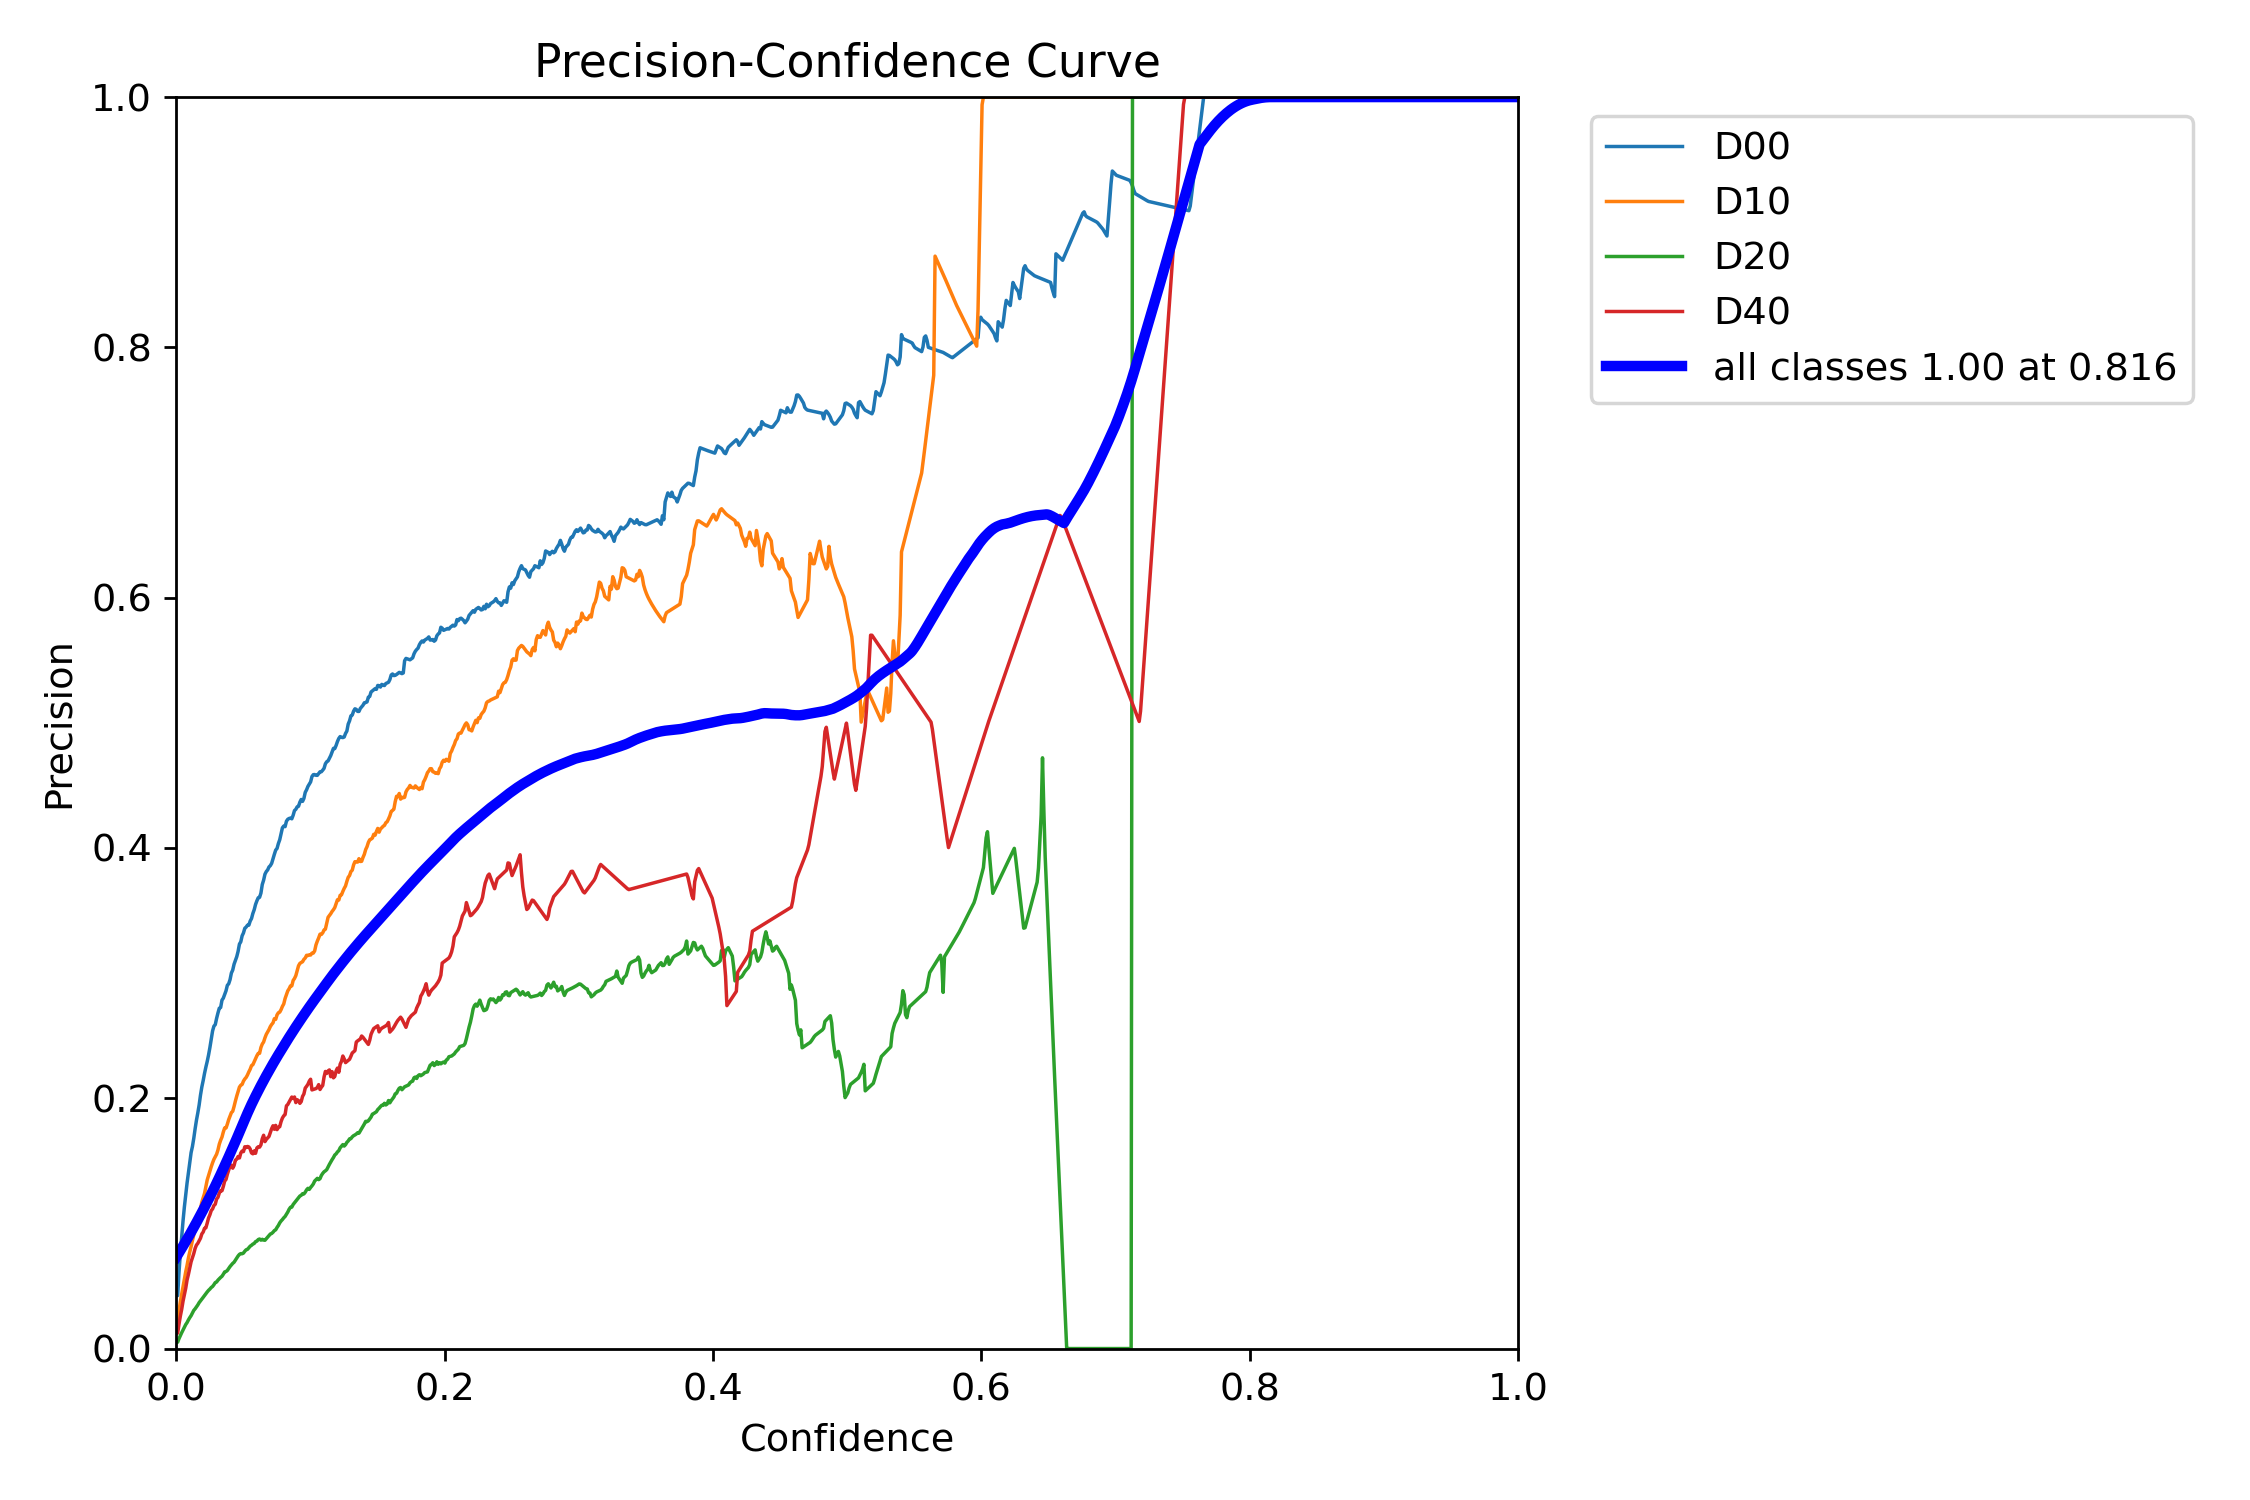 Precision-Confidence Curve
1.0
0.8
0.6
0.4
0.2
0.0
Precision
0.0 0.2 0.4 0.6 0.8 1.0
Confidence
D00
D10
D20
D40
all classes 1.00 at 0.816